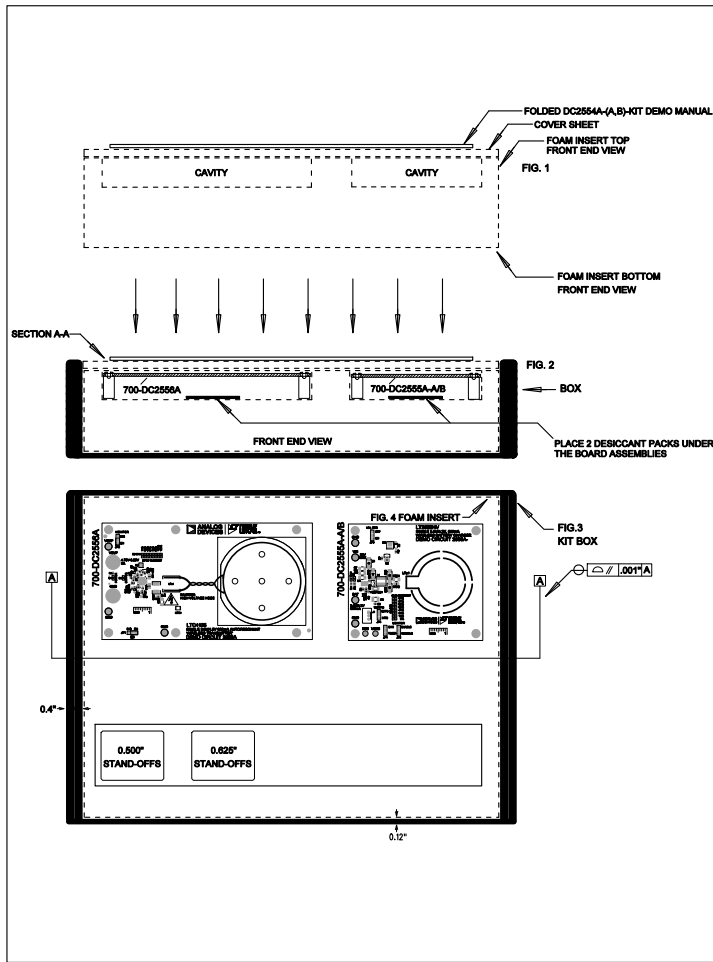 FOLDED DC2554A-(A,B)-KIT DEMO MANUAL
COVER SHEET
FOAM INSERT TOP
FRONT END VIEW
FIG. 1
CAVITY
CAVITY
FOAM INSERT BOTTOM
FRONT END VIEW
SECTION A-A
FIG. 2
700-DC2556A
700-DC2555A-A/B
BOX
FRONT END VIEW
PLACE 2 DESICCANT PACKS UNDER
THE BOARD ASSEMBLIES
FIG. 4 FOAM INSERT
FIG.3
KIT BOX
700-DC2556A
ANALOG
DEVICES
700-DC2555A-A/B
A
A
.001" A
0.4"
0.500"
STAND-OFFS
0.625"
STAND-OFFS
0.12"